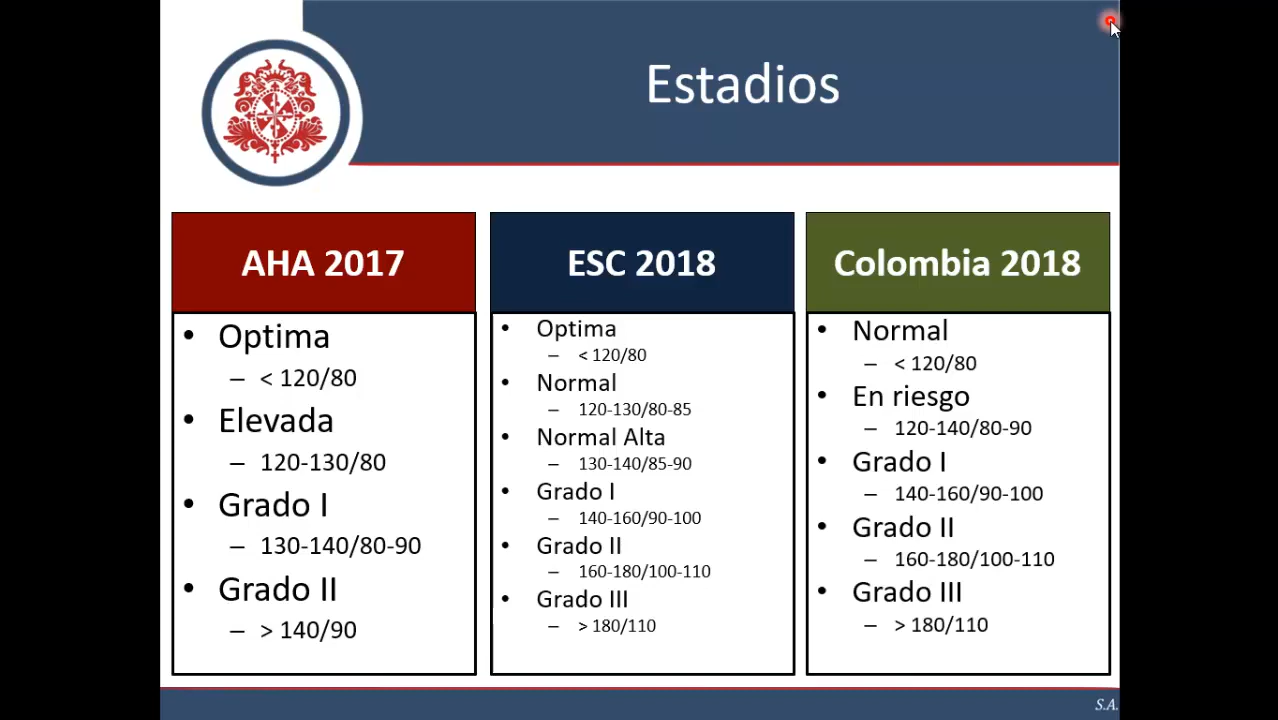 Estadios
AHA 2017
• Optima
– < 120/80
• Elevada
– 120-130/80
• Grado I
– 130-140/80-90
• Grado II
– > 140/90
ESC 2018
• Optima
– < 120/80
• Normal
– 120-130/80-85
• Normal Alta
– 130-140/85-90
• Grado I
– 140-160/90-100
• Grado II
– 160-180/100-110
• Grado III
– > 180/110
Colombia 2018
• Normal
– < 120/80
• En riesgo
– 120-140/80-90
• Grado I
– 140-160/90-100
• Grado II
– 160-180/100-110
• Grado III
– > 180/110
S.A.